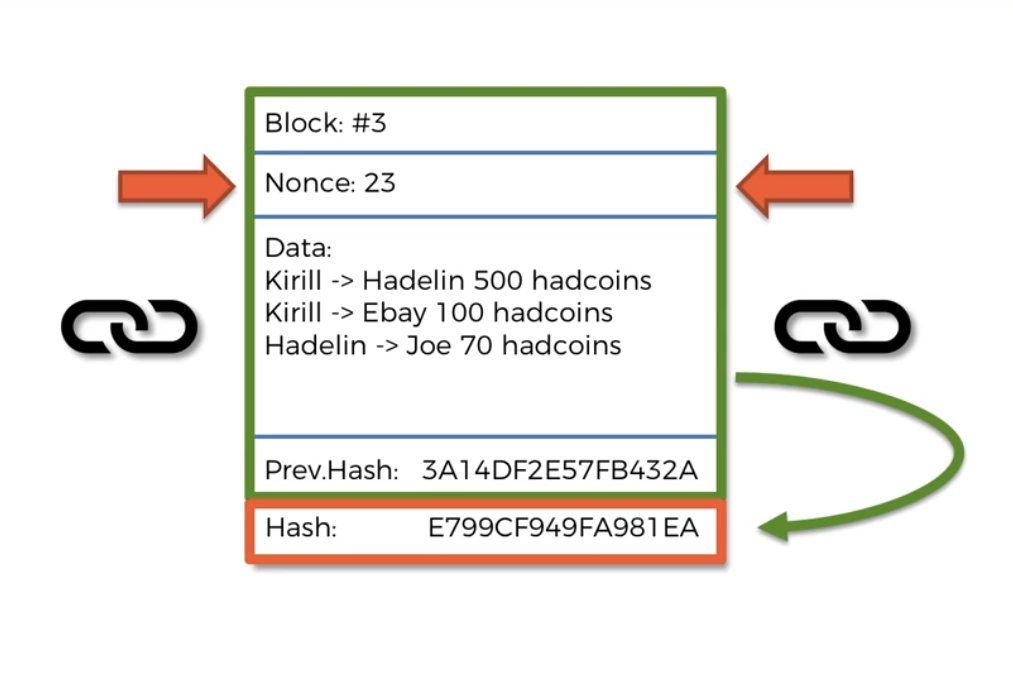 Block: #3
Nonce: 23
Data:
Kirill -> Hadelin 500 hadcoins
Kirill -> Ebay 100 hadcoins
Hadelin -> Joe 70 hadcoins
Prev.Hash: 3A14DF2E57FB432A
Hash: E799CF949FA981EA